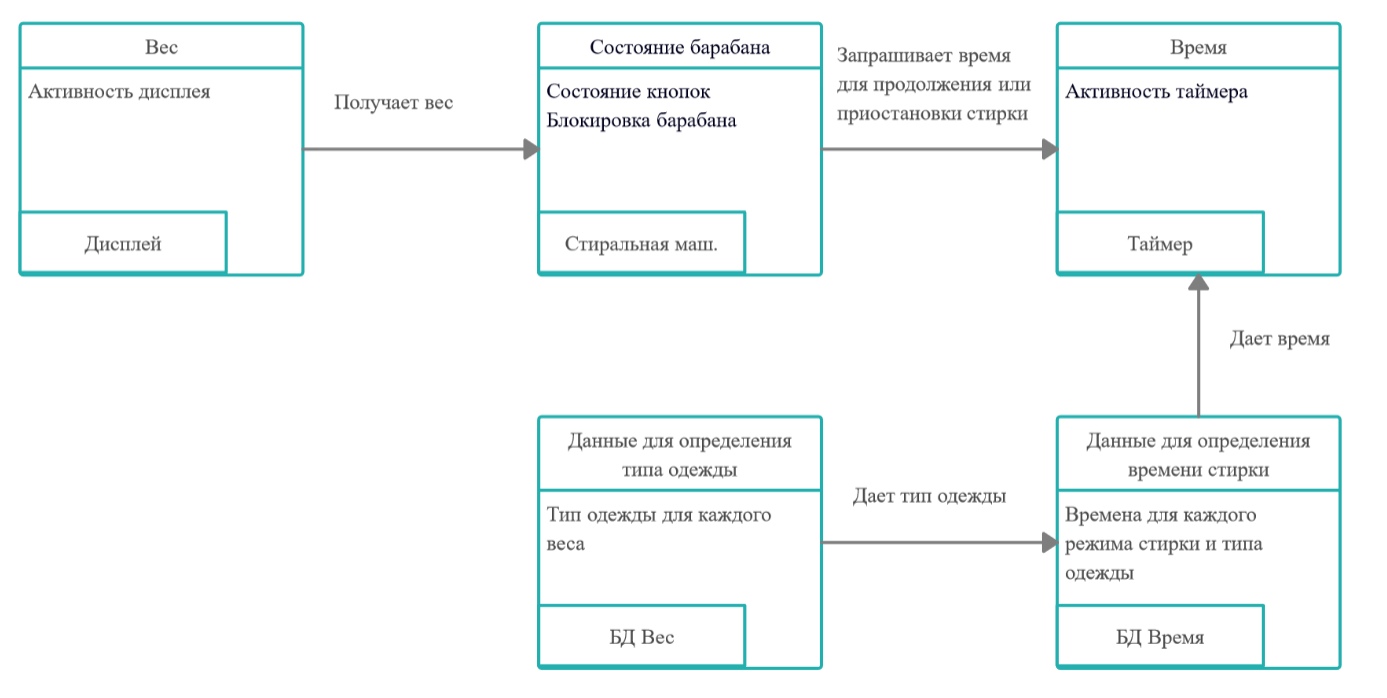 Вес
Активность дисплея
Дисплей
Получает вес
Состояние барабана
Состояние кнопок
Блокировка барабана
Стиральная маш.
Запрашивает время
для продолжения или
приостановки стирки
Время
Активность таймера
Таймер
Дает время
Данные для определения
типа одежды
Тип одежды для каждого
веса
БД Вес
Дает тип одежды
Данные для определения
времени стирки
Времена для каждого
режима стирки и типа
одежды
БД Время